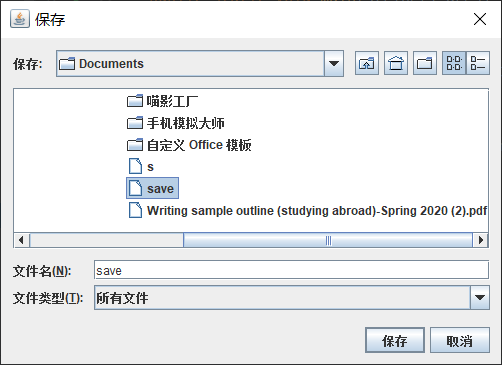 保存
保存:
Documents
喵影工厂
手机模拟大师
自定义 Office 模板
s
save
Writing sample outline (studying abroad)-Spring 2020 (2).pdf
文件名(N):
save
文件类型(T):
所有文件
保存
取消